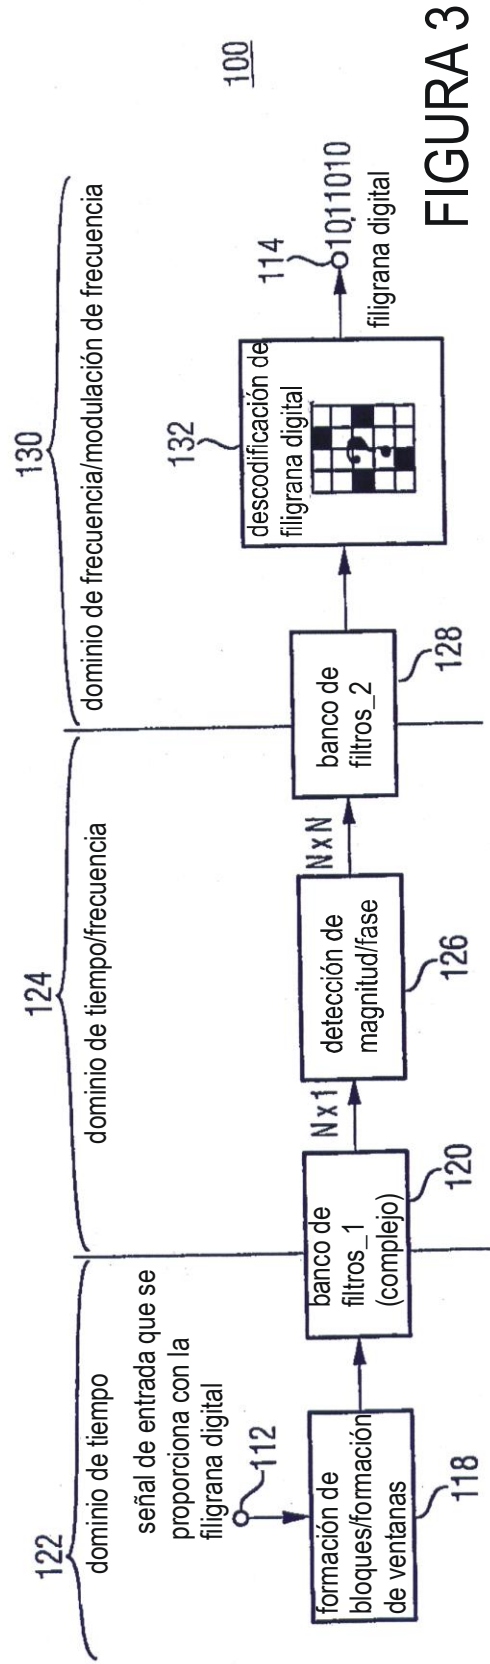 100
122
dominio de tiempo
124
dominio de tiempo/frecuencia
130
dominio de frecuencia/modulación de frecuencia
señal de entrada que se
proporciona con la
filigrana digital
112
formación de
bloques/formación
de ventanas
118
banco de
filtros_1
(complejo)
120
N x 1
detección de
magnitud/fase
126
N x N
banco de
filtros_2
128
descodificación de
filigrana digital
132
114
10,11010
filigrana digital
FIGURA 3